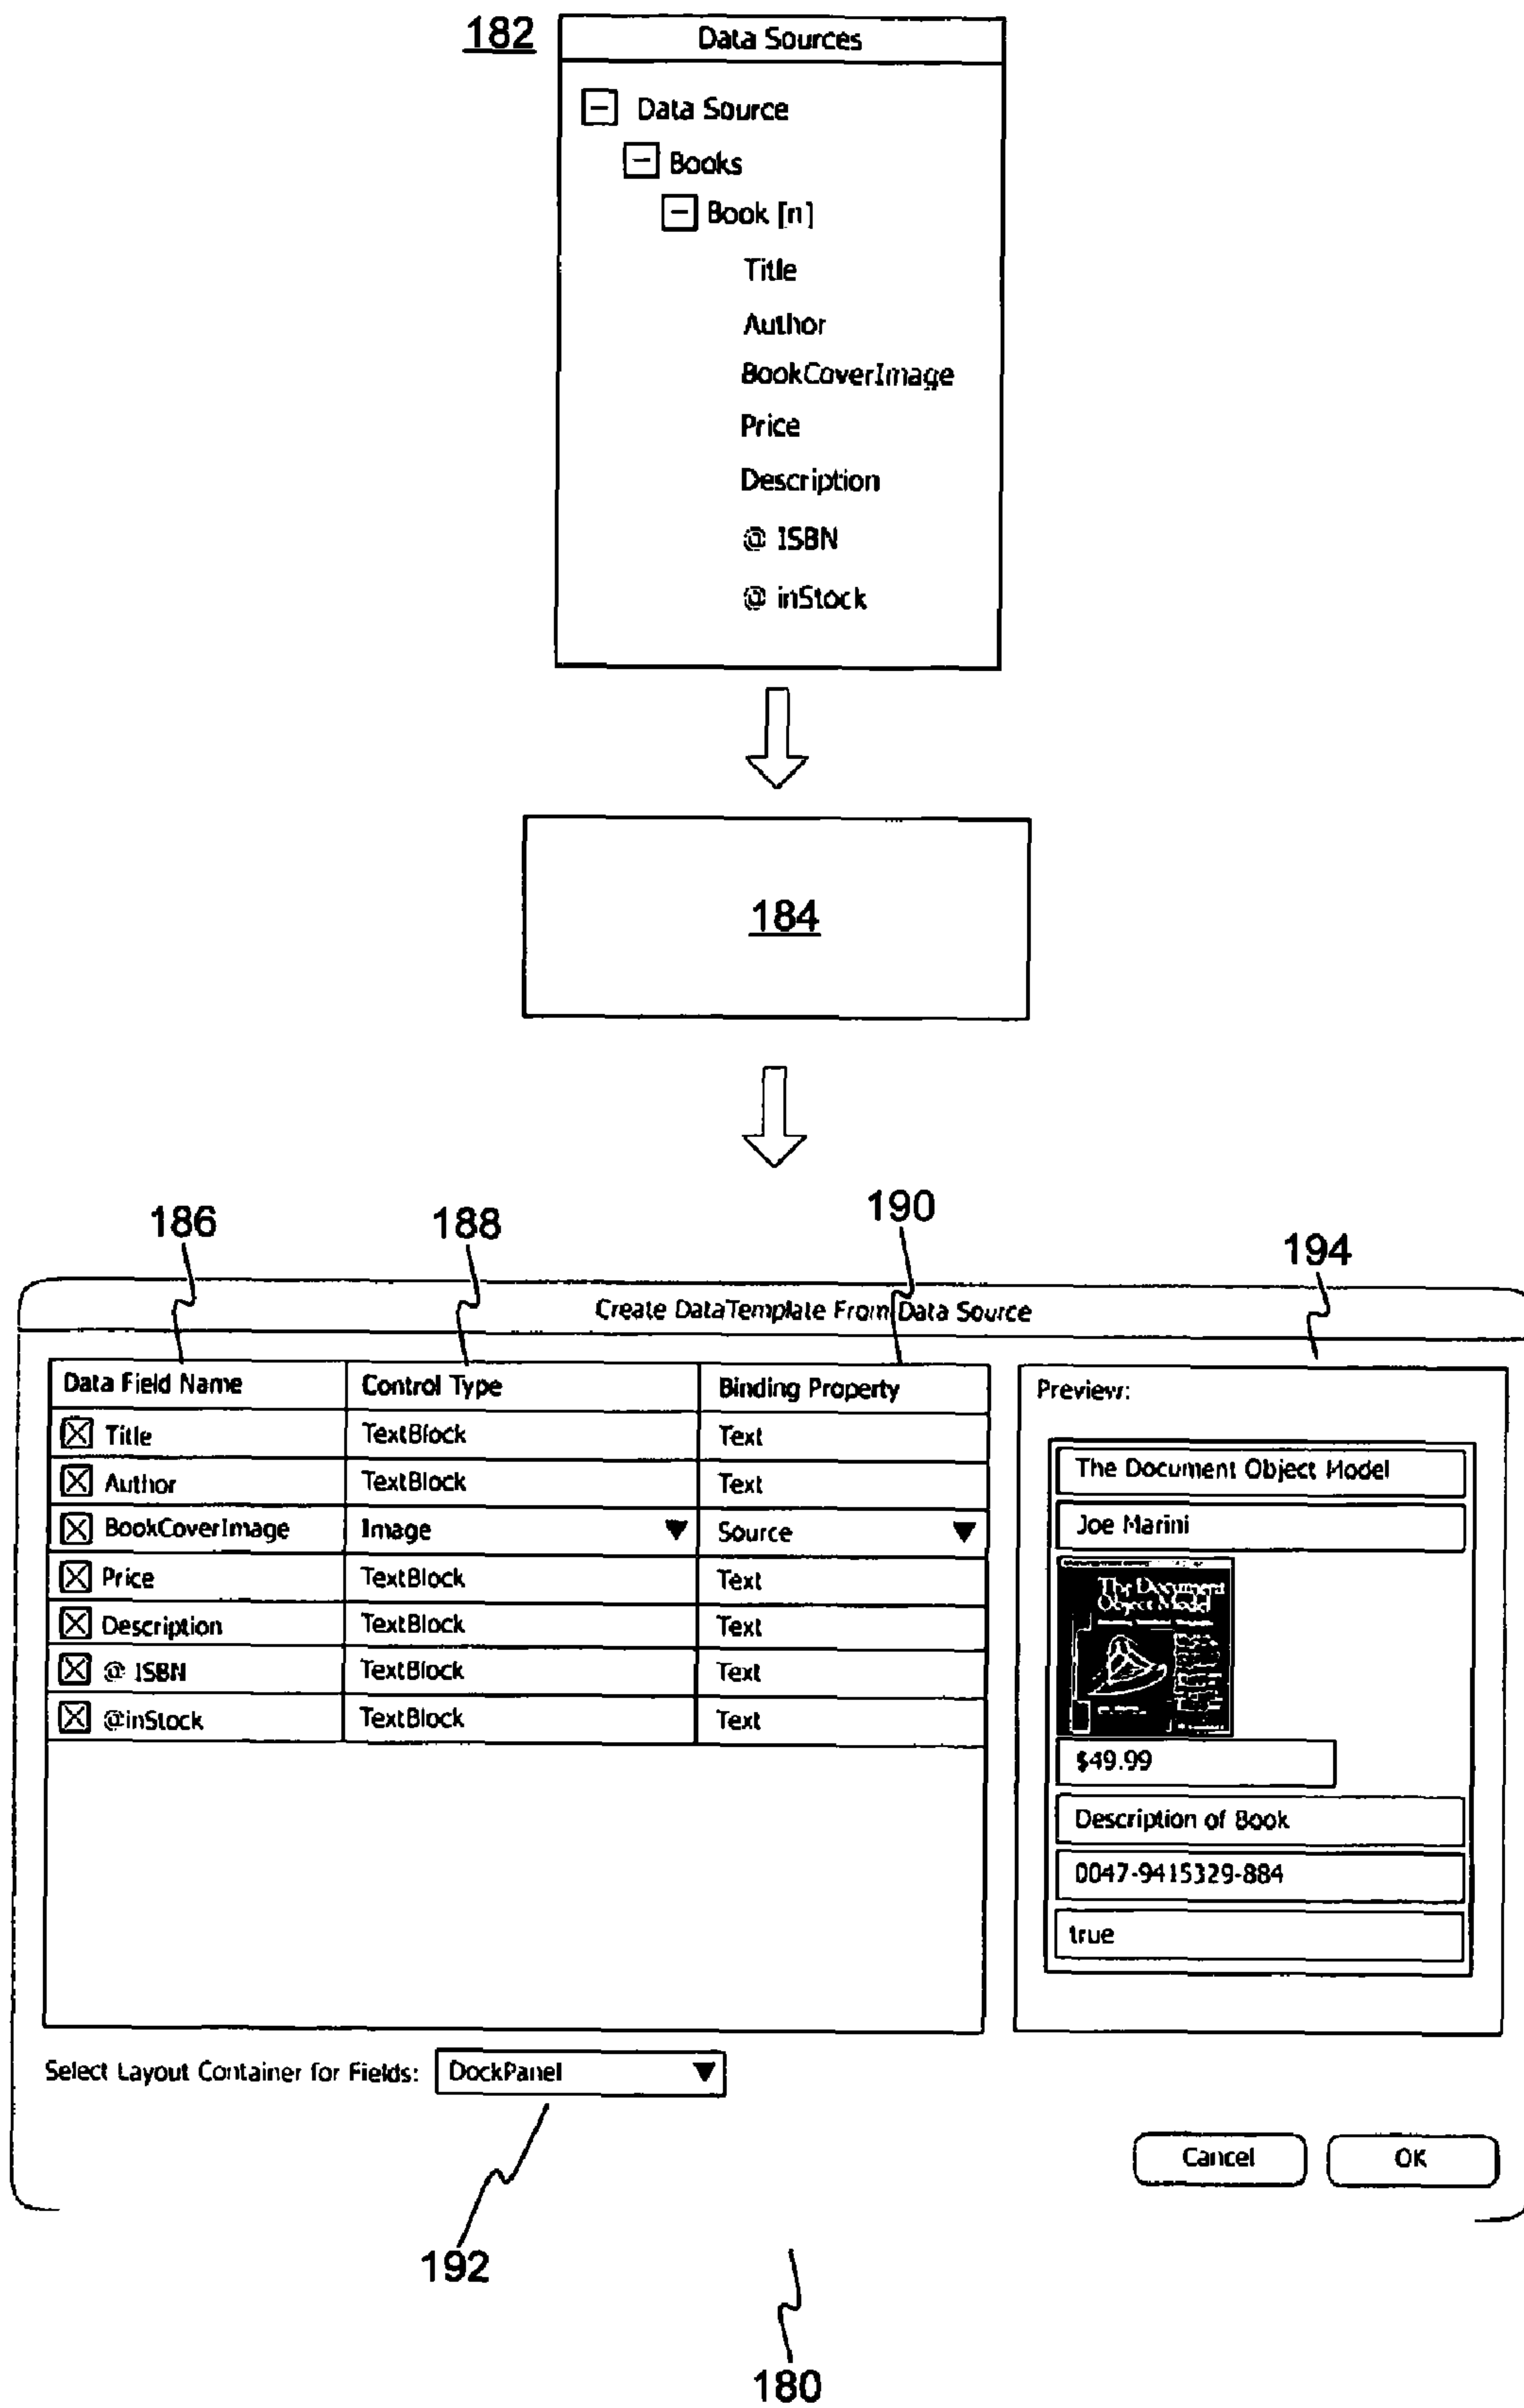 182
Data Sources
Data Source
Books
Book [n]
Title
Author
BookCoverImage
Price
Description
@ ISBN
@ inStock
184
186 188 190 194
Create DataTemplate From Data Source
Data Field Name Control Type Binding Property
Title TextBlock Text
Author TextBlock Text
BookCoverImage Image Source
Price TextBlock Text
Description TextBlock Text
@ ISBN TextBlock Text
@inStock TextBlock Text
Preview:
The Document Object Model
Joe Marini
The Document
Object Model
$49.99
Description of Book
0047-9415329-884
true
Select Layout Container for Fields: DockPanel
Cancel OK
192
180